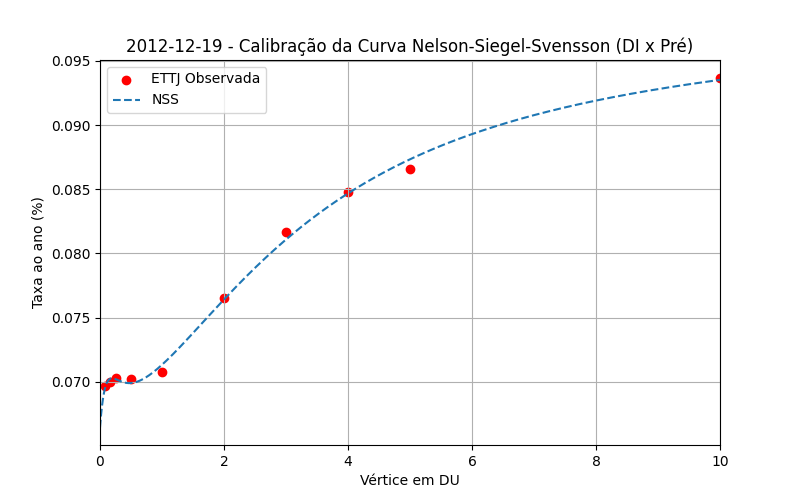 2012-12-19 - Calibração da Curva Nelson-Siegel-Svensson (DI x Pré)
ETTJ Observada
NSS
Taxa ao ano (%)
0.095
0.090
0.085
0.080
0.075
0.070
0 2 4 6 8 10
Vértice em DU